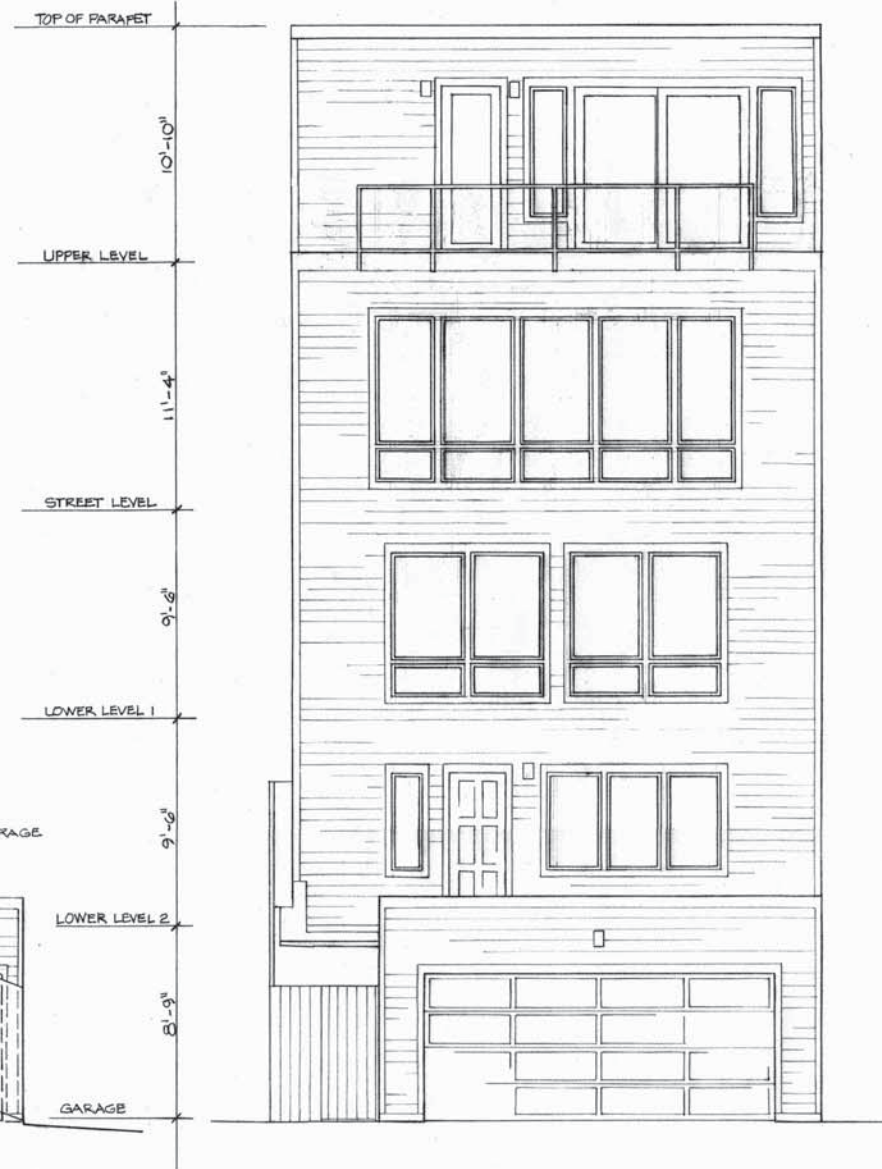 TOP OF PARAPET
10'-10"
UPPER LEVEL
11'-4"
STREET LEVEL
9'-6"
LOWER LEVEL 1
9'-6"
RAGE
LOWER LEVEL 2
8'-9"
GARAGE